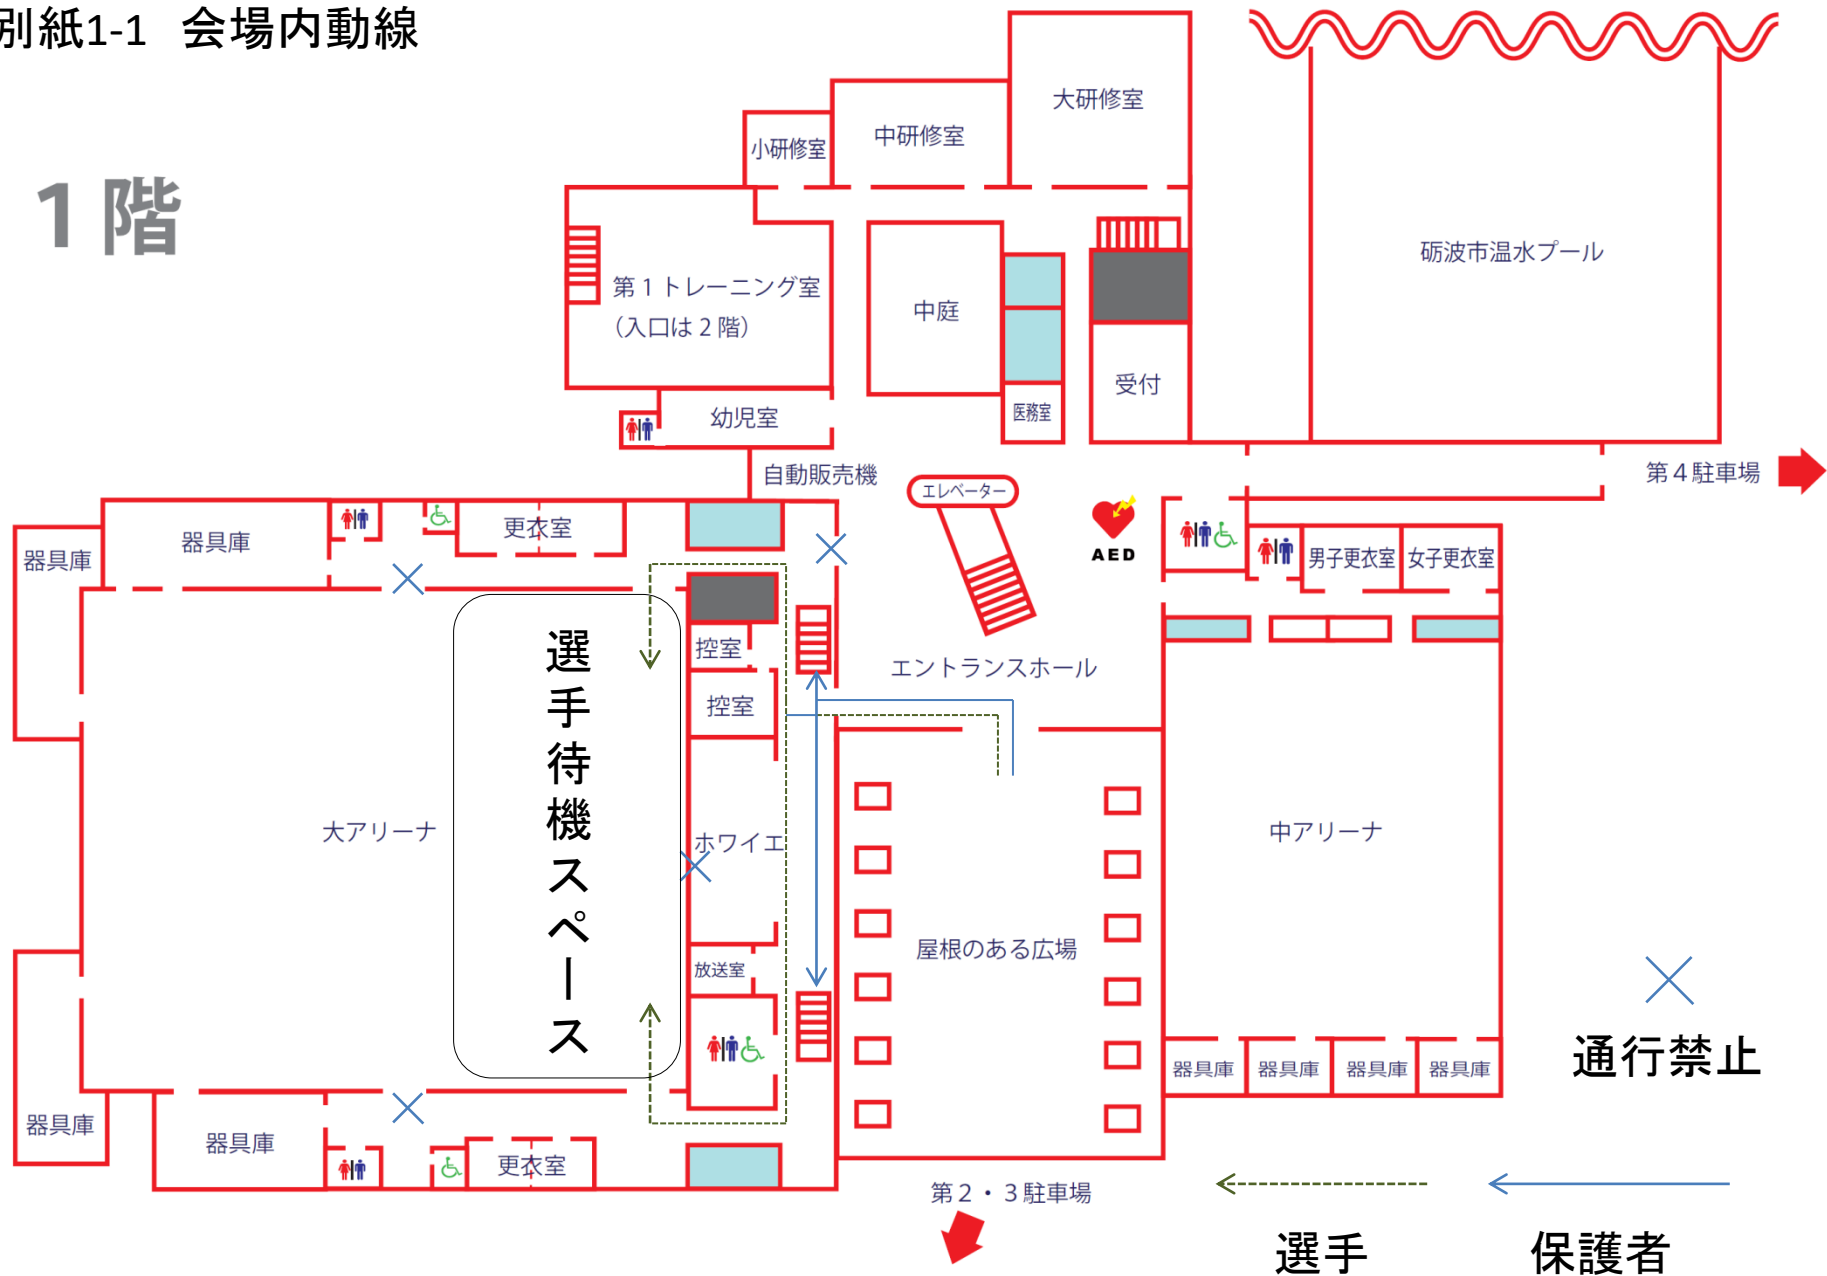 別紙1-1　会場内動線
１階
大研修室
中研修室
小研修室
第１トレーニング室
（入口は２階）
中庭
砺波市温水プール
受付
医務室
幼児室
自動販売機
エレベーター
第４駐車場
AED
器具庫
器具庫
更衣室
男子更衣室
女子更衣室
控室
控室
エントランスホール
選手待機スペース
大アリーナ
ホワイエ
中アリーナ
屋根のある広場
放送室
通行禁止
器具庫
器具庫
器具庫
器具庫
器具庫
器具庫
更衣室
第２・３駐車場
選手
保護者